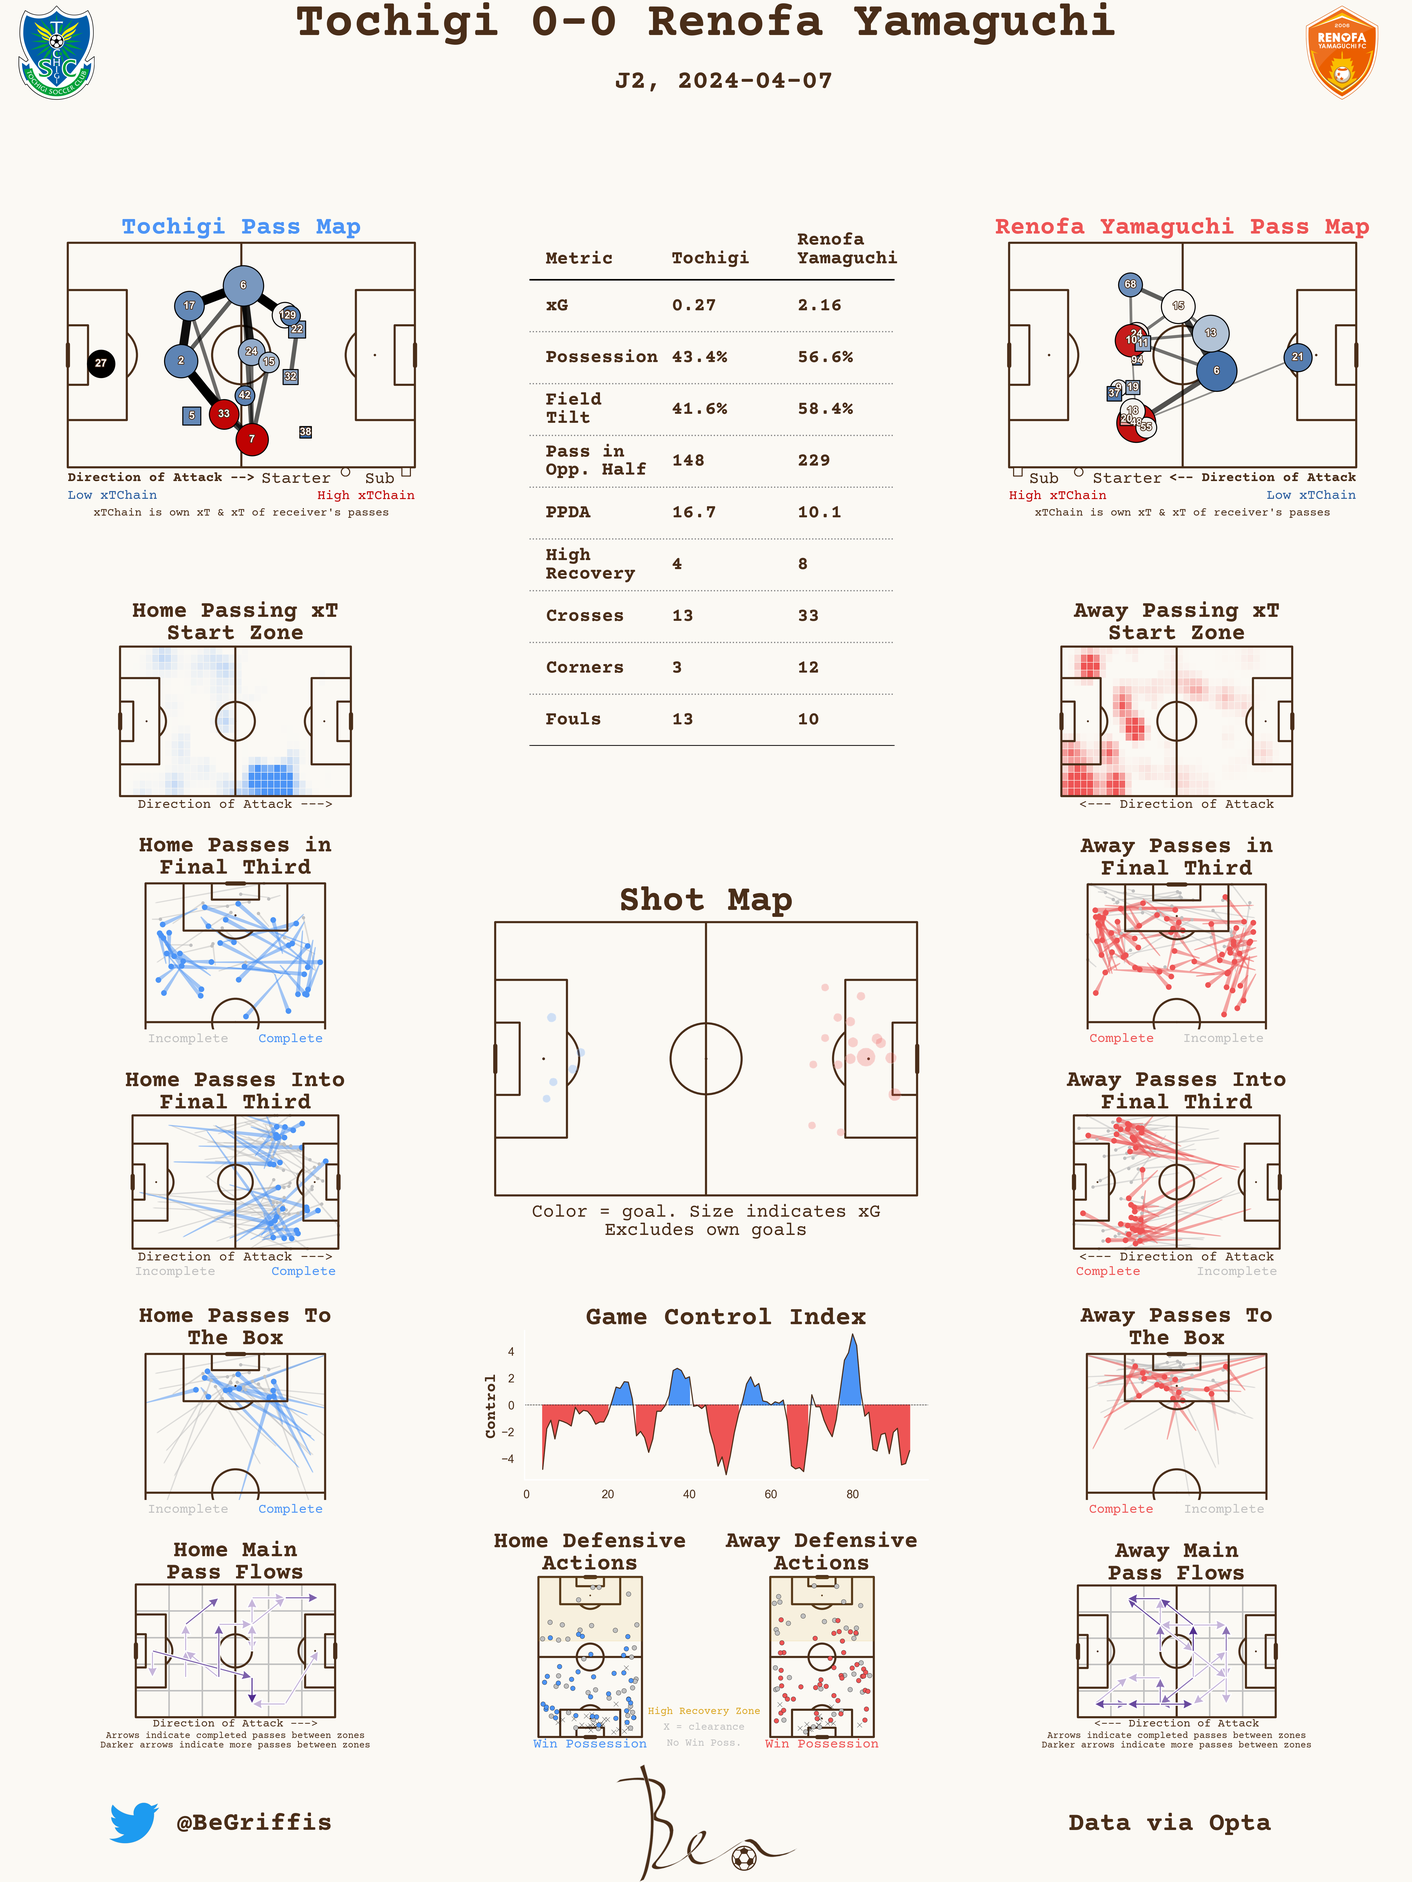 Tochigi 0-0 Renofa Yamaguchi
J2, 2024-04-07
TOCHIGI SOCCER CLUB
2006
RENOFA
YAMAGUCHI FC
Tochigi Pass Map
6
17
29
22
27
2
24
15
32
42
5
33
7
38
Direction of Attack --> Starter Sub
Low xTChain High xTChain
xTChain is own xT & xT of receiver's passes
Metric Tochigi Renofa Yamaguchi
xG 0.27 2.16
Possession 43.4% 56.6%
Field Tilt 41.6% 58.4%
Pass in Opp. Half 148 229
PPDA 16.7 10.1
High Recovery 4 8
Crosses 13 33
Corners 3 12
Fouls 13 10
Renofa Yamaguchi Pass Map
68
15
24
13
10
11
94
21
6
9
19
37
18
20
55
Sub Starter <-- Direction of Attack
High xTChain Low xTChain
xTChain is own xT & xT of receiver's passes
Home Passing xT
Start Zone
Direction of Attack --->
Away Passing xT
Start Zone
<--- Direction of Attack
Home Passes in
Final Third
Incomplete Complete
Away Passes in
Final Third
Complete Incomplete
Shot Map
Color = goal. Size indicates xG
Excludes own goals
Home Passes Into
Final Third
Direction of Attack --->
Incomplete Complete
Away Passes Into
Final Third
<--- Direction of Attack
Complete Incomplete
Home Passes To
The Box
Incomplete Complete
Game Control Index
Control
4
2
0
−2
−4
0 20 40 60 80
Away Passes To
The Box
Complete Incomplete
Home Main
Pass Flows
Direction of Attack --->
Arrows indicate completed passes between zones
Darker arrows indicate more passes between zones
Home Defensive
Actions
Win Possession
High Recovery Zone
X = clearance
No Win Poss.
Away Defensive
Actions
Win Possession
Away Main
Pass Flows
<--- Direction of Attack
Arrows indicate completed passes between zones
Darker arrows indicate more passes between zones
@BeGriffis
Ben
Data via Opta